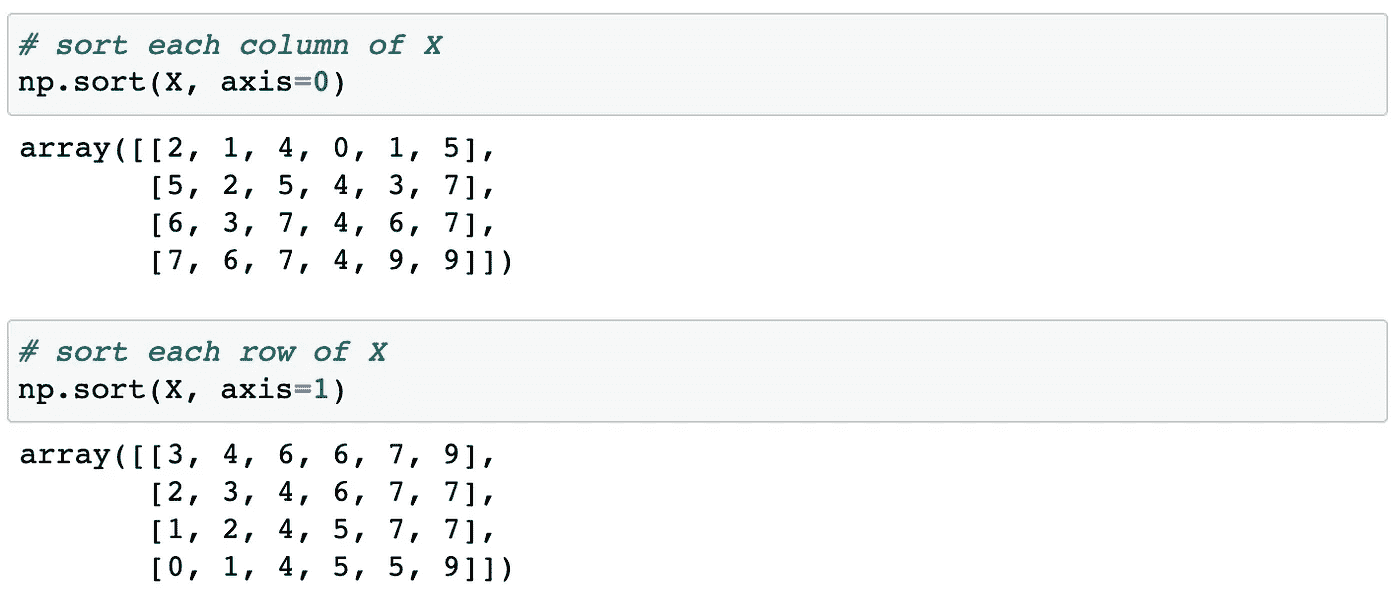 # sort each column of X
np.sort(X, axis=0)
array([[2, 1, 4, 0, 1, 5],
       [5, 2, 5, 4, 3, 7],
       [6, 3, 7, 4, 6, 7],
       [7, 6, 7, 4, 9, 9]])
# sort each row of X
np.sort(X, axis=1)
array([[3, 4, 6, 6, 7, 9],
       [2, 3, 4, 6, 7, 7],
       [1, 2, 4, 5, 7, 7],
       [0, 1, 4, 5, 5, 9]])